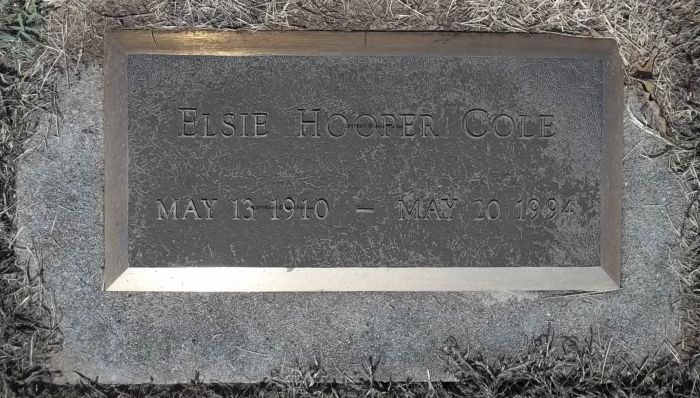 ELSIE HOOPER COLE
MAY 13 1910 – MAY 20 1994